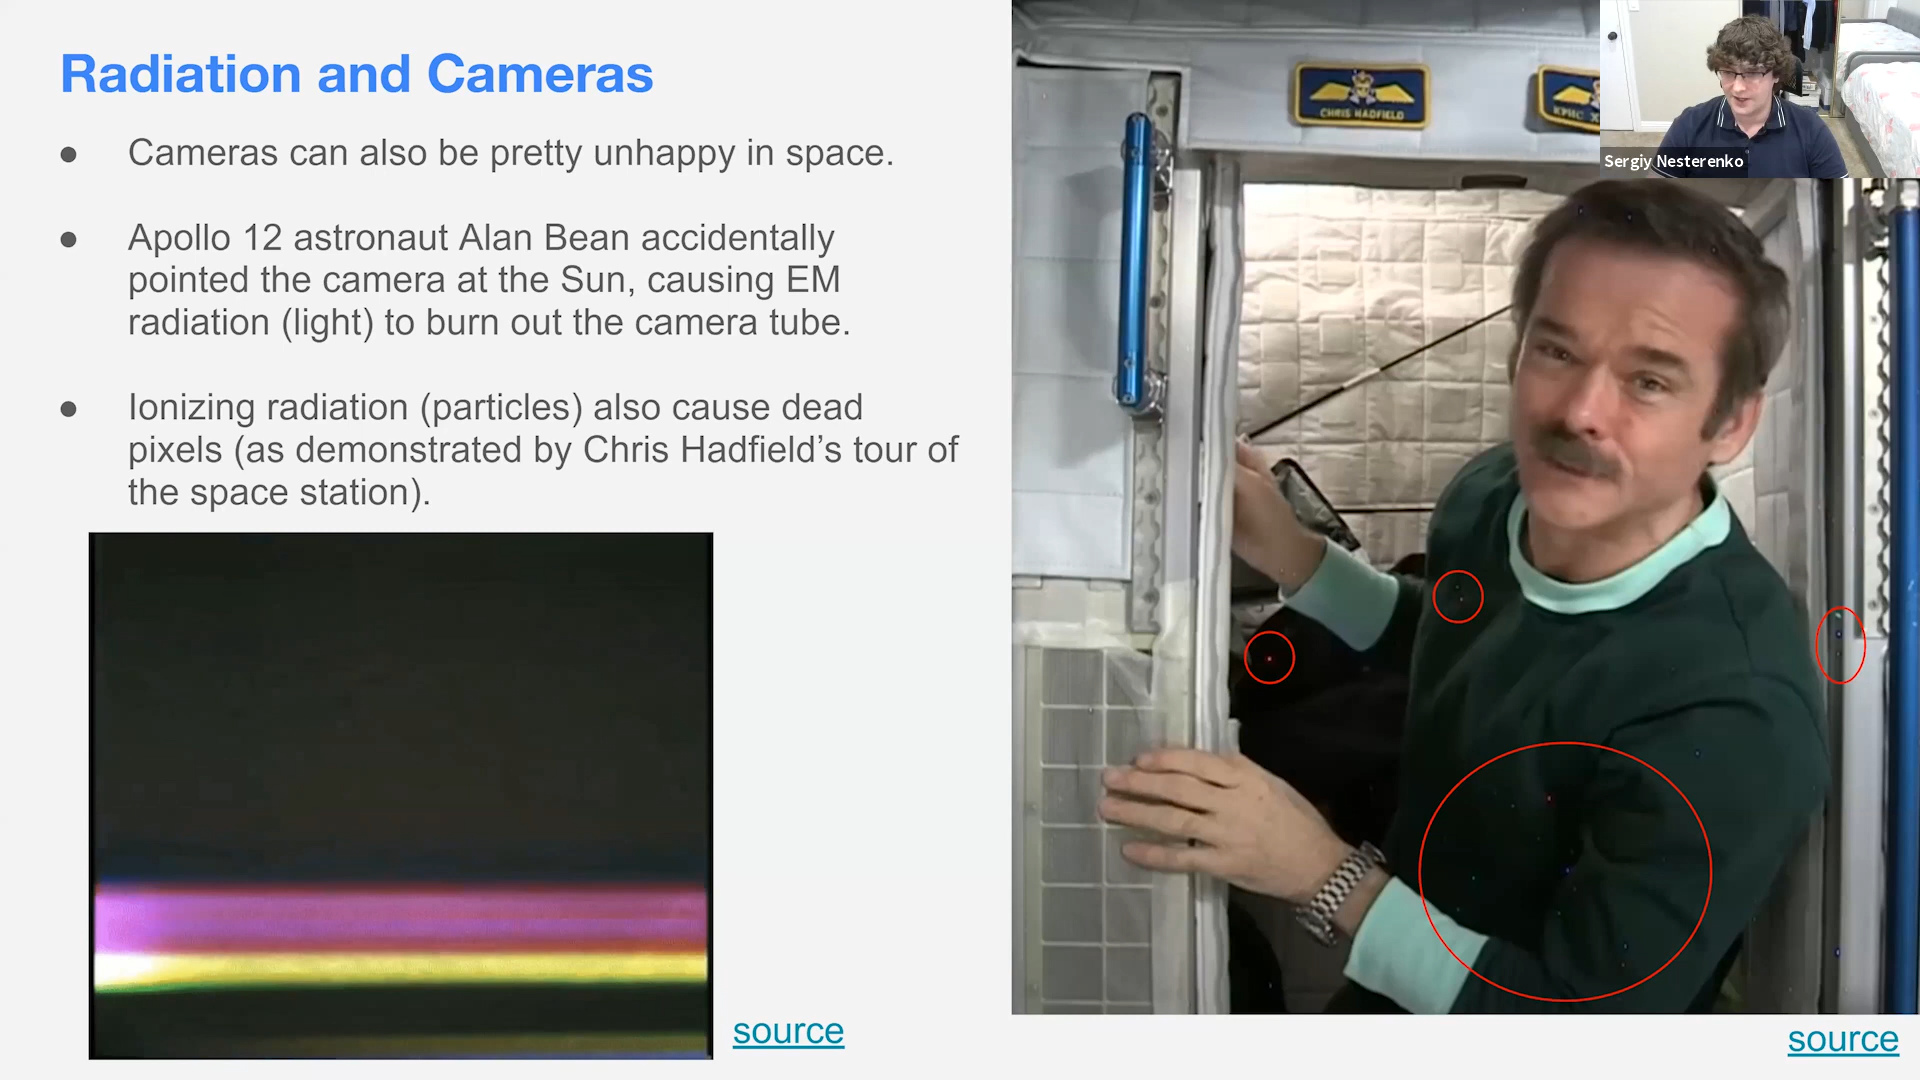 Radiation and Cameras
● Cameras can also be pretty unhappy in space.
● Apollo 12 astronaut Alan Bean accidentally
pointed the camera at the Sun, causing EM
radiation (light) to burn out the camera tube.
● Ionizing radiation (particles) also cause dead
pixels (as demonstrated by Chris Hadfield’s tour of
the space station).
source
CHRIS HADFIELD
Sergiy Nesterenko
source